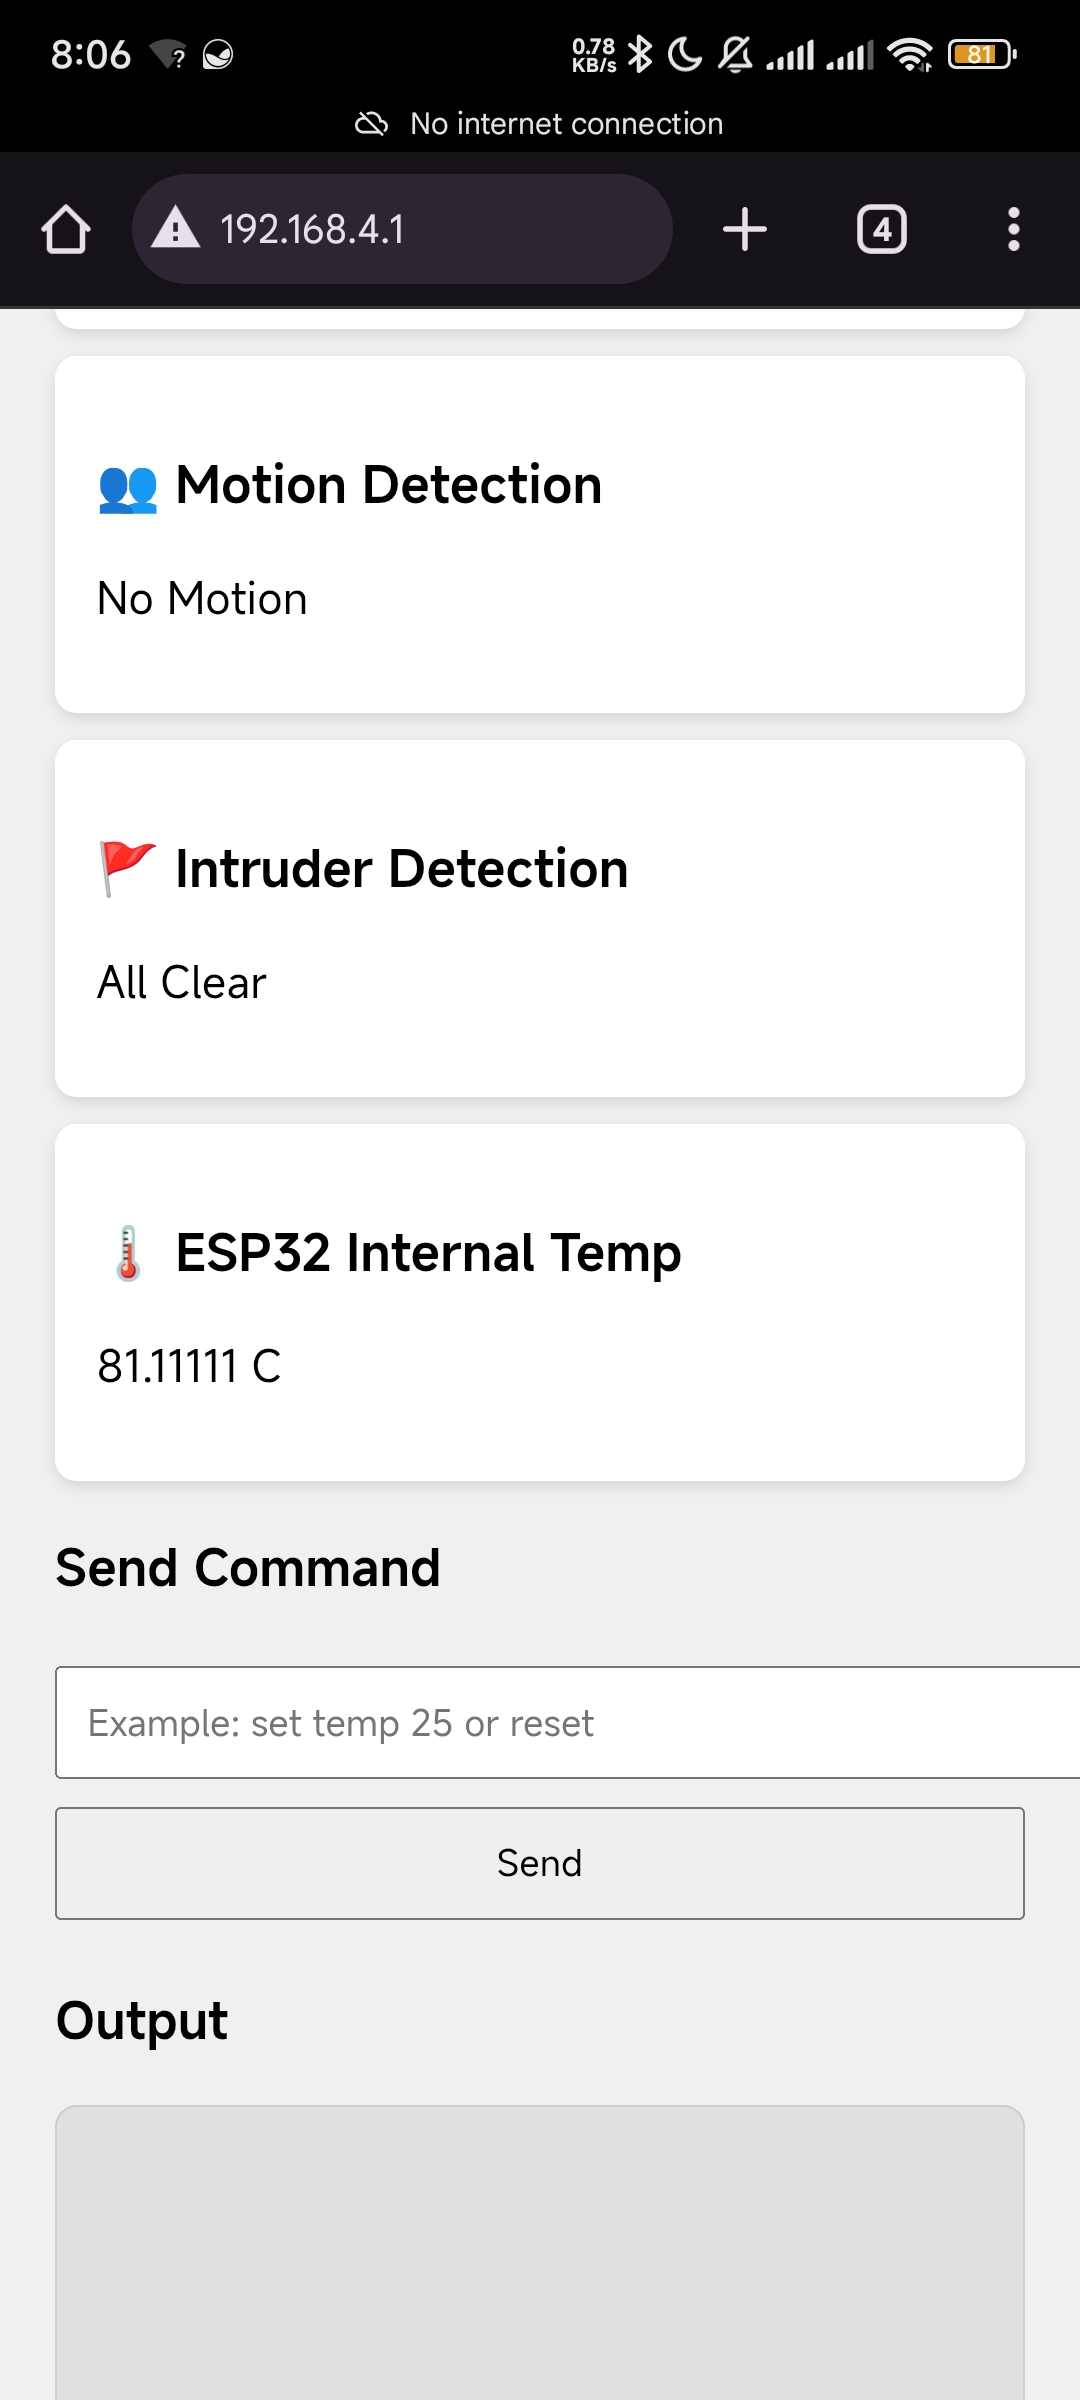 8:06 0.78 KB/s 81
No internet connection
192.168.4.1 4
Motion Detection
No Motion
Intruder Detection
All Clear
ESP32 Internal Temp
81.11111 C
Send Command
Example: set temp 25 or reset
Send
Output